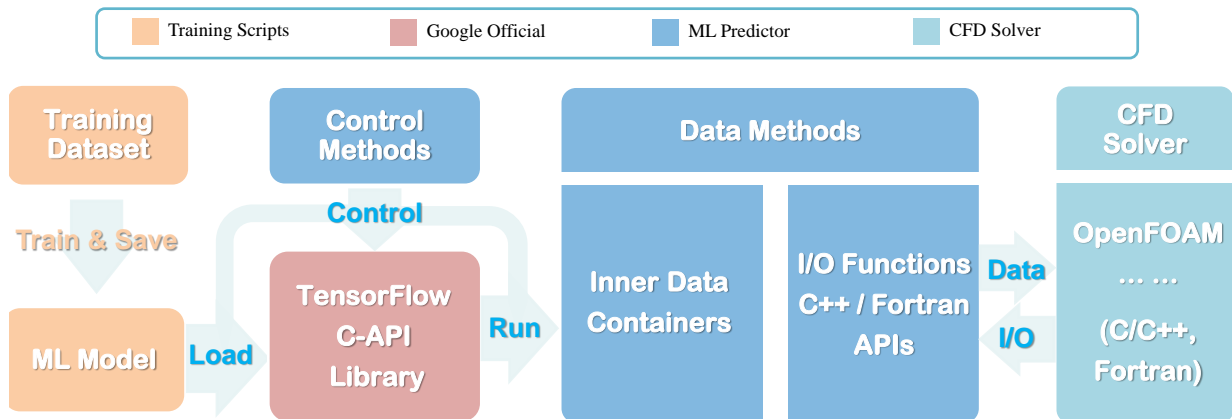 Training Scripts
Google Official
ML Predictor
CFD Solver
Training
Dataset
Control
Methods
Data Methods
CFD
Solver
Train & Save
Control
ML Model
Load
TensorFlow
C-API
Library
Run
Inner Data
Containers
I/O Functions
C++ / Fortran
APIs
Data
I/O
OpenFOAM
... ...
(C/C++,
Fortran)